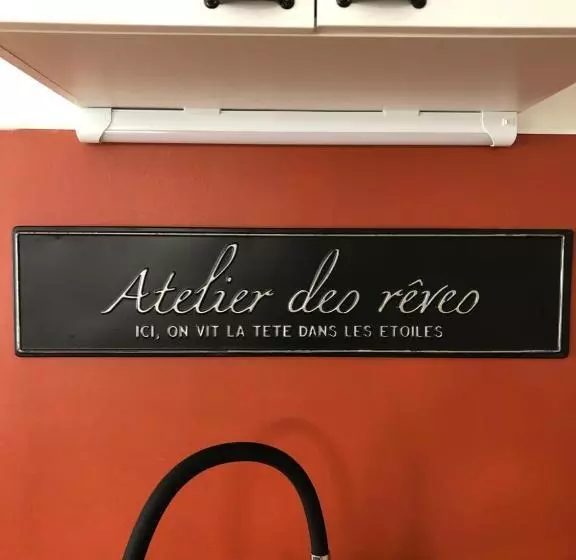 Atelier des rêves
ICI, ON VIT LA TETE DANS LES ETOILES